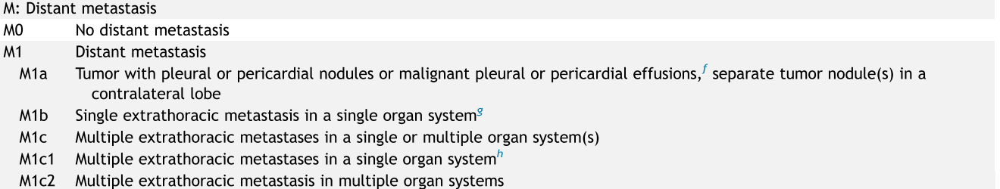 M: Distant metastasis
M0 No distant metastasis
M1 Distant metastasis
M1a Tumor with pleural or pericardial nodules or malignant pleural or pericardial effusions,f separate tumor nodule(s) in a
contralateral lobe
M1b Single extrathoracic metastasis in a single organ systemg
M1c Multiple extrathoracic metastases in a single or multiple organ system(s)
M1c1 Multiple extrathoracic metastases in a single organ systemh
M1c2 Multiple extrathoracic metastasis in multiple organ systems